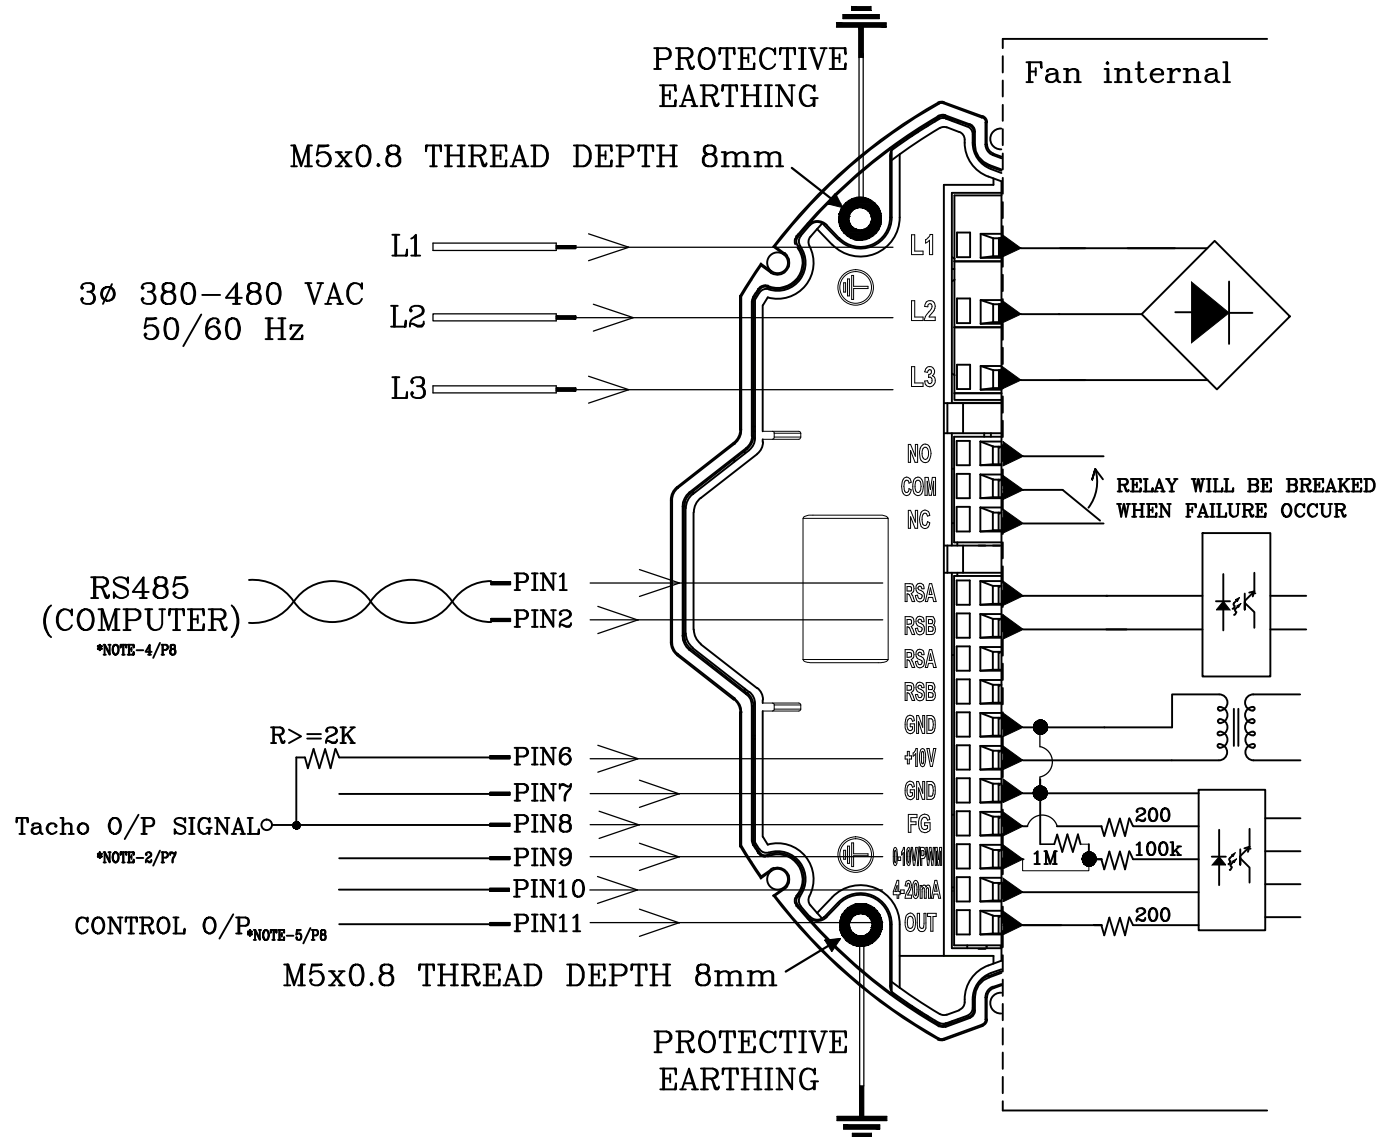 PROTECTIVE
EARTHING
Fan internal
M5x0.8 THREAD DEPTH 8mm
L1
L1
3ø 380-480 VAC
50/60 Hz
L2
L2
L3
L3
NO
COM
NC
RELAY WILL BE BREAKED
WHEN FAILURE OCCUR
RS485
(COMPUTER)
*NOTE-4/P8
PIN1
PIN2
RSA
RSB
RSA
RSB
GND
+10V
GND
FG
0-10V/PWM
4-20mA
OUT
R>=2K
PIN6
PIN7
Tacho O/P SIGNAL
*NOTE-2/P7
PIN8
PIN9
PIN10
CONTROL O/P *NOTE-5/P8
PIN11
200
1M
100k
200
M5x0.8 THREAD DEPTH 8mm
PROTECTIVE
EARTHING